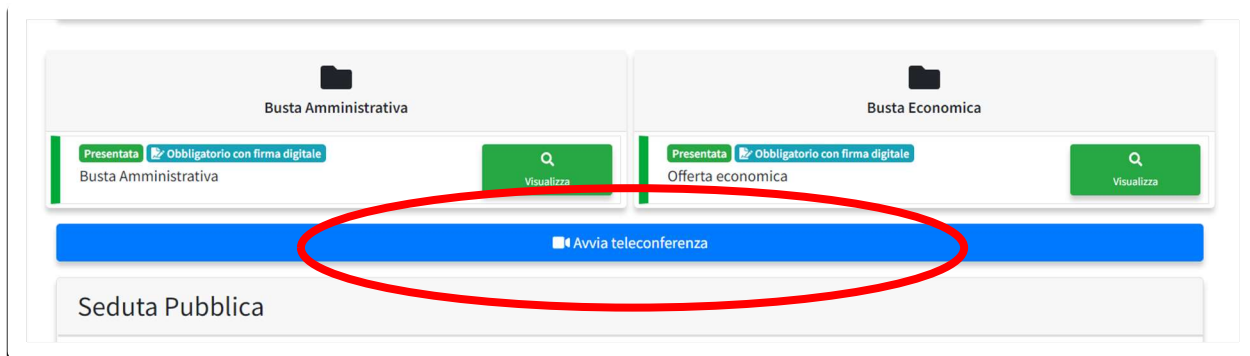 Busta Amministrativa
Presentata Obbligatorio con firma digitale
Busta Amministrativa
Visualizza
Busta Economica
Presentata Obbligatorio con firma digitale
Offerta economica
Visualizza
Avvia teleconferenza
Seduta Pubblica